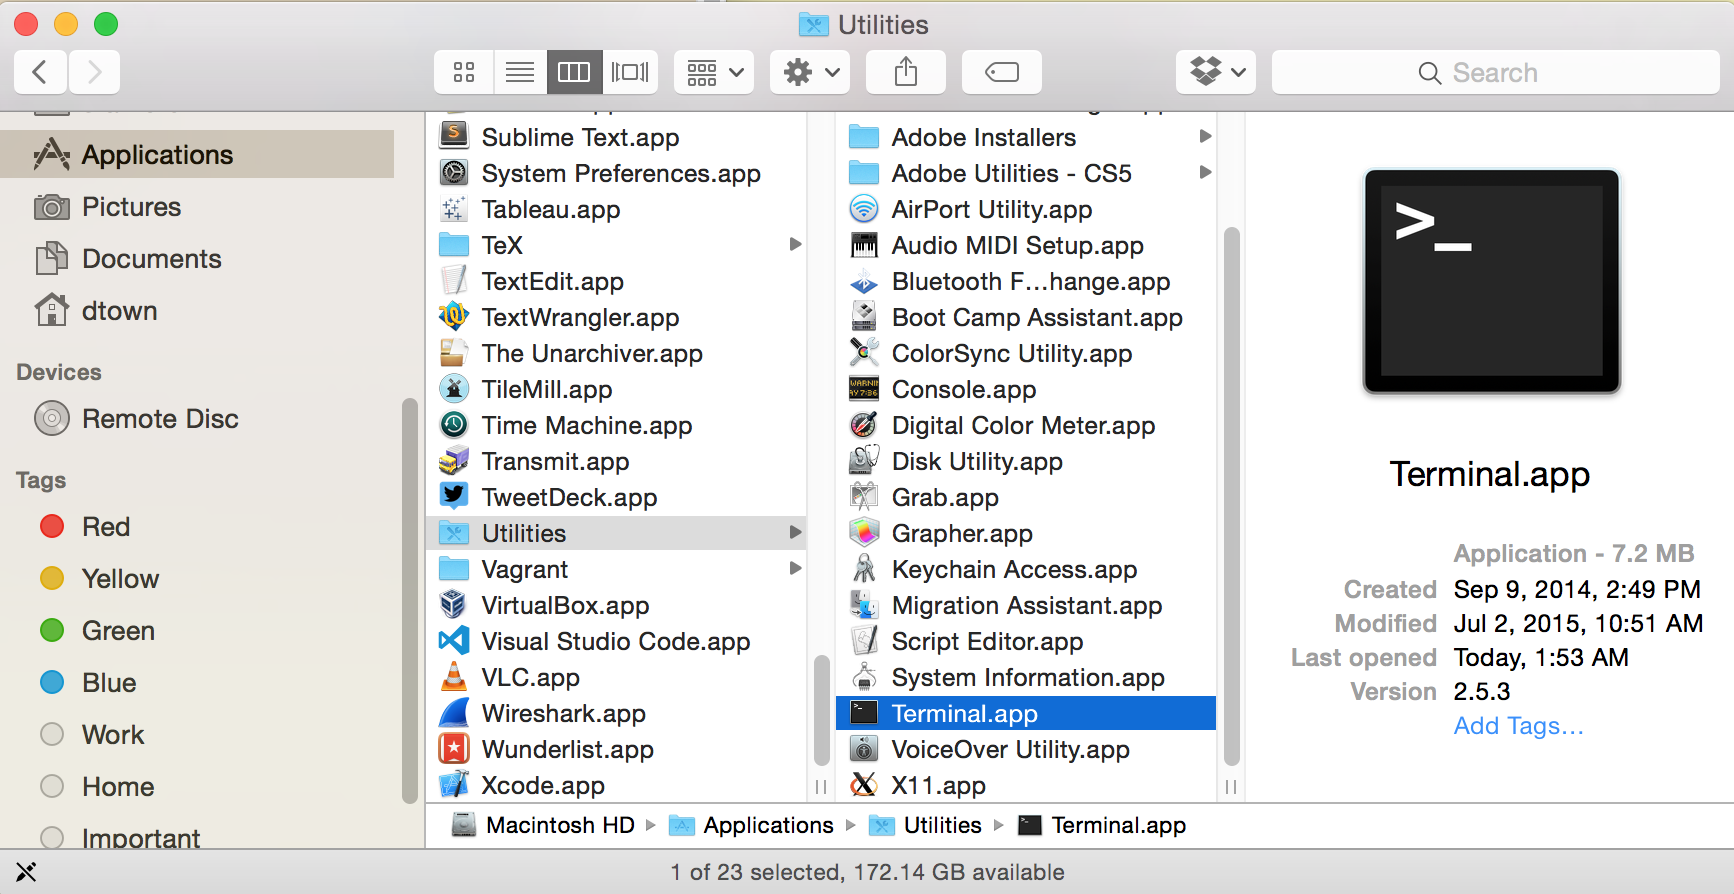 Utilities
Search
Applications
Pictures
Documents
dtown
Devices
Remote Disc
Tags
Red
Yellow
Green
Blue
Work
Home
Important
Sublime Text.app
System Preferences.app
Tableau.app
TeX
TextEdit.app
TextWrangler.app
The Unarchiver.app
TileMill.app
Time Machine.app
Transmit.app
TweetDeck.app
Utilities
Vagrant
VirtualBox.app
Visual Studio Code.app
VLC.app
Wireshark.app
Wunderlist.app
Xcode.app
Adobe Installers
Adobe Utilities - CS5
AirPort Utility.app
Audio MIDI Setup.app
Bluetooth F...hange.app
Boot Camp Assistant.app
ColorSync Utility.app
Console.app
Digital Color Meter.app
Disk Utility.app
Grab.app
Grapher.app
Keychain Access.app
Migration Assistant.app
Script Editor.app
System Information.app
Terminal.app
VoiceOver Utility.app
X11.app
>_
Terminal.app
Application - 7.2 MB
Created Sep 9, 2014, 2:49 PM
Modified Jul 2, 2015, 10:51 AM
Last opened Today, 1:53 AM
Version 2.5.3
Add Tags...
Macintosh HD Applications Utilities Terminal.app
1 of 23 selected, 172.14 GB available